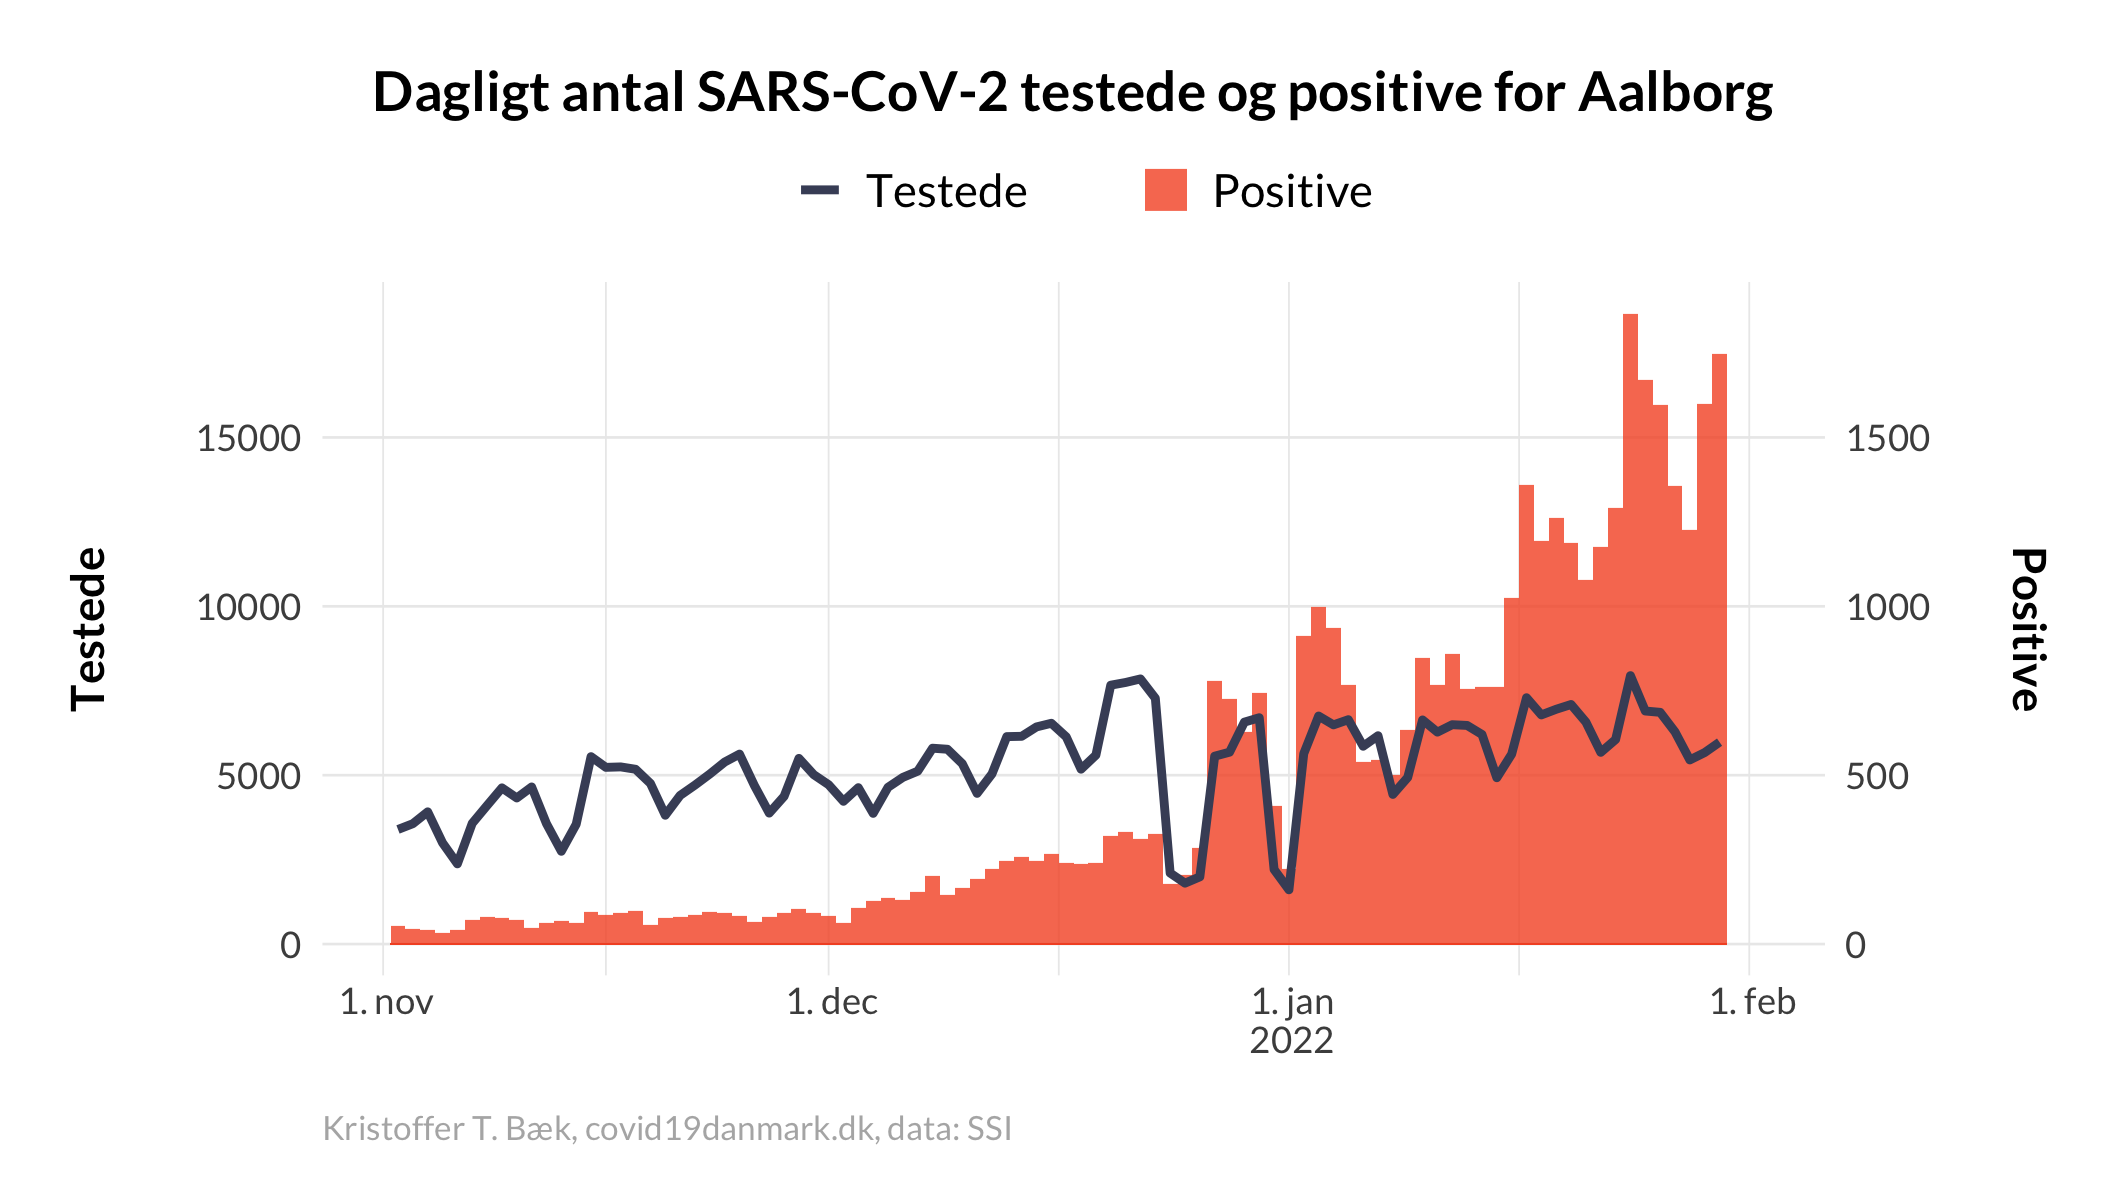 Dagligt antal SARS-CoV-2 testede og positive for Aalborg
Testede Positive
Testede
15000
10000
5000
0
1500
1000
500
0
Positive
1. nov 1. dec 1. jan 1. feb
2022
Kristoffer T. Bæk, covid19danmark.dk, data: SSI